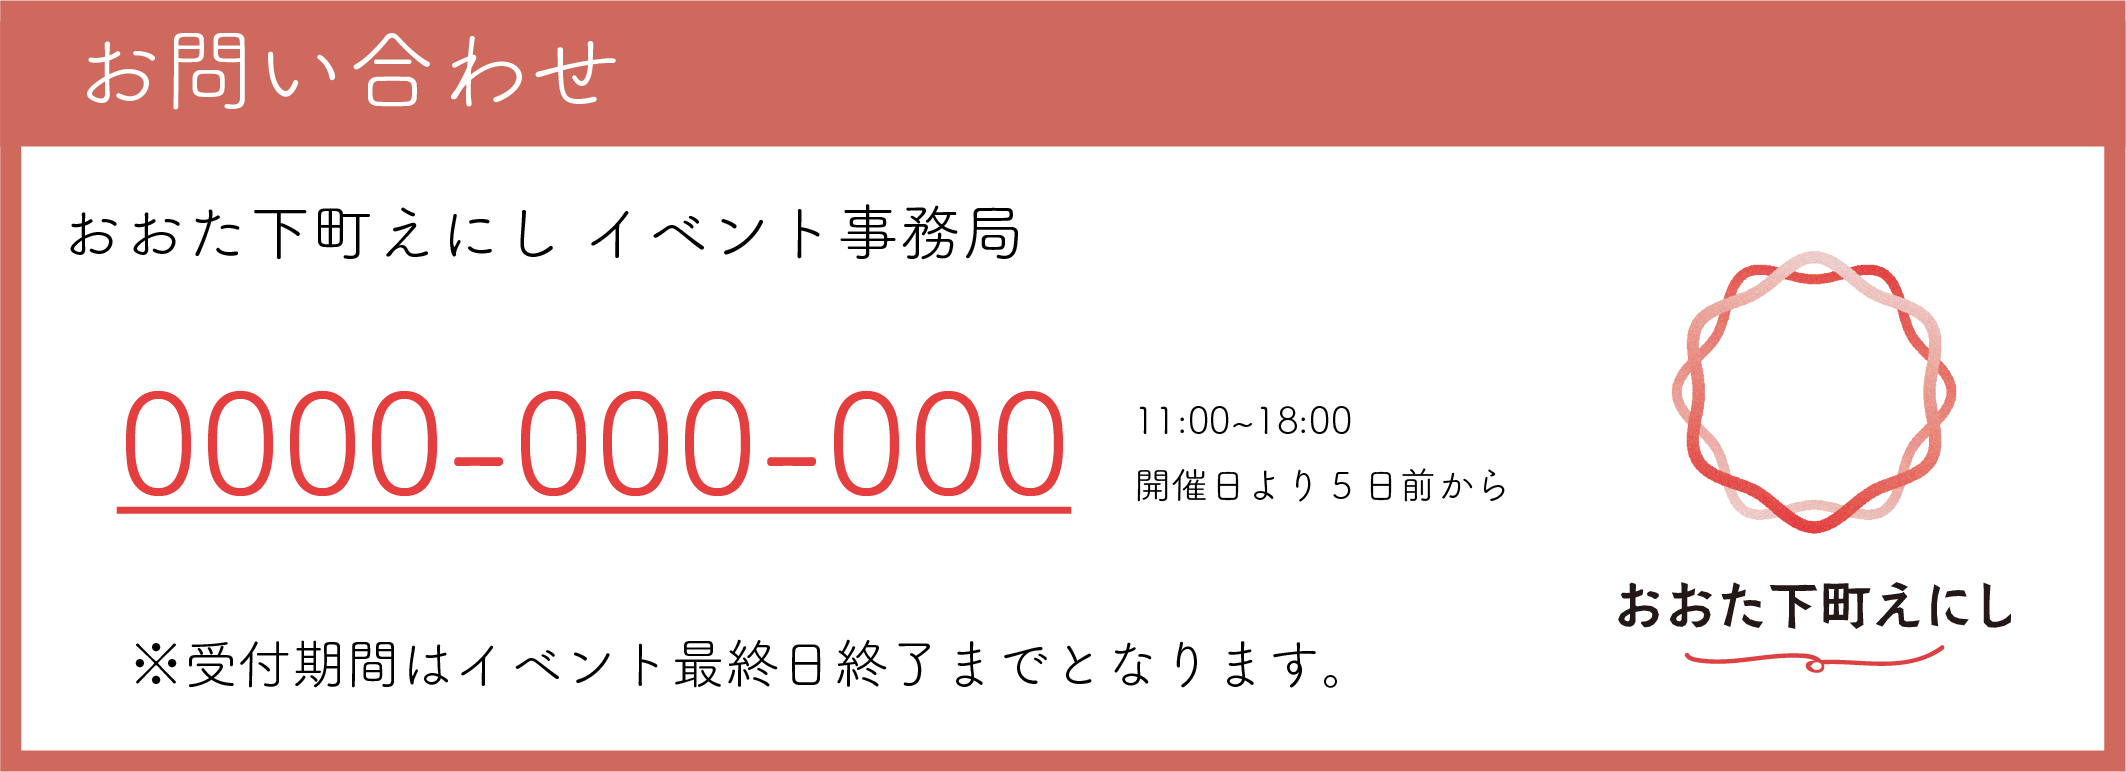 お問い合わせ
おおた下町えにし イベント事務局
0000-000-000
11:00~18:00
開催日より5日前から
※受付期間はイベント最終日終了までとなります。
おおた下町えにし